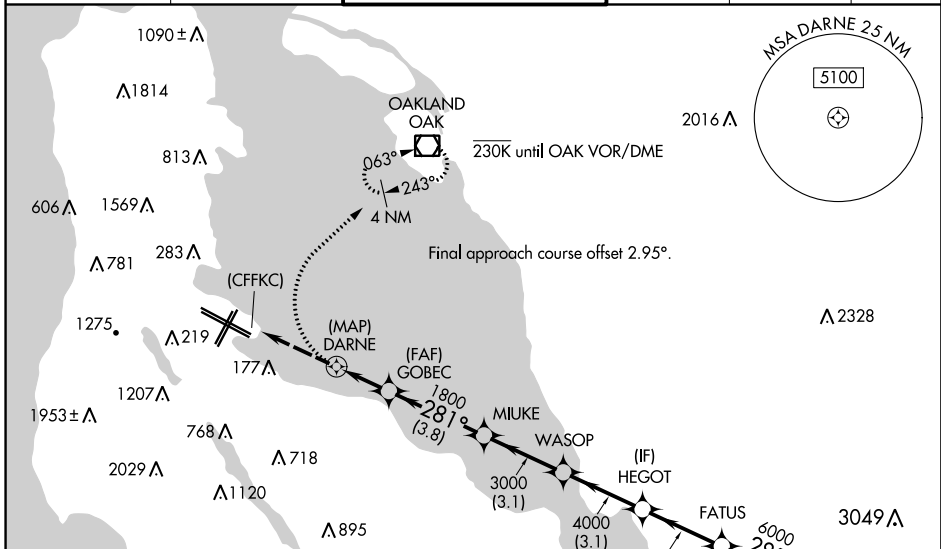 1090 ±
1814
MSA DARNE 25 NM
5100
OAKLAND
OAK
2016
230K until OAK VOR/DME
813
063°
243°
4 NM
606
1569
Final approach course offset 2.95°.
283
781
(CFFKC)
1275
219
2328
(MAP)
DARNE
177
(FAF)
GOBEC
1207
1953 ±
1800
281°
(3.8)
MIUKE
768
WASOP
718
2029
(IF)
HEGOT
3000
(3.1)
1120
FATUS
4000
(3.1)
895
6000
3049